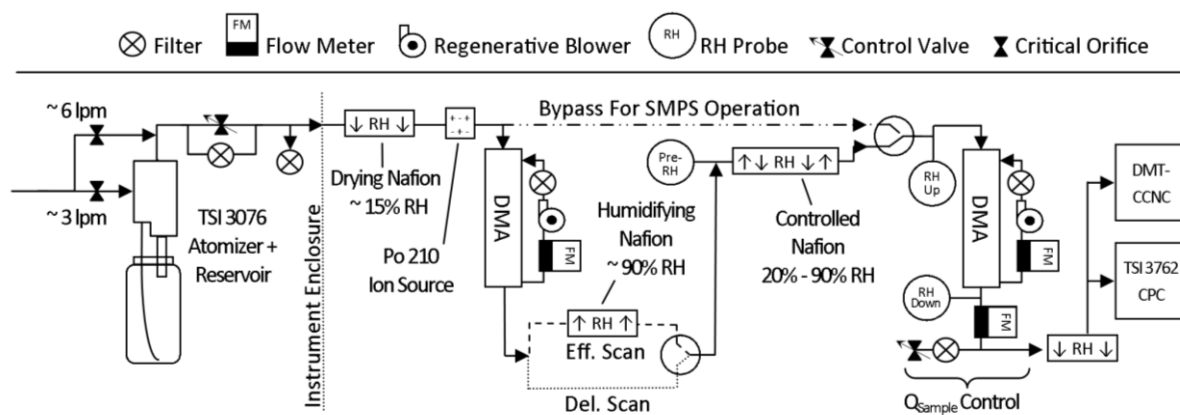 FM
RH
Filter
Flow Meter
Regenerative Blower
RH Probe
Control Valve
Critical Orifice
~ 6 lpm
~ 3 lpm
TSI 3076
Atomizer +
Reservoir
Instrument Enclosure
↓ RH ↓
Drying Nafion
~ 15% RH
+ - +
- + -
Po 210
Ion Source
Bypass For SMPS Operation
DMA
FM
Humidifying
Nafion
~ 90% RH
↑ RH ↑
Eff. Scan
Del. Scan
Pre-
RH
↑ ↓ RH ↓ ↑
Controlled
Nafion
20% - 90% RH
RH
Up
DMA
FM
RH
Down
FM
QSample Control
↓ RH ↓
DMT-
CCNC
TSI 3762
CPC